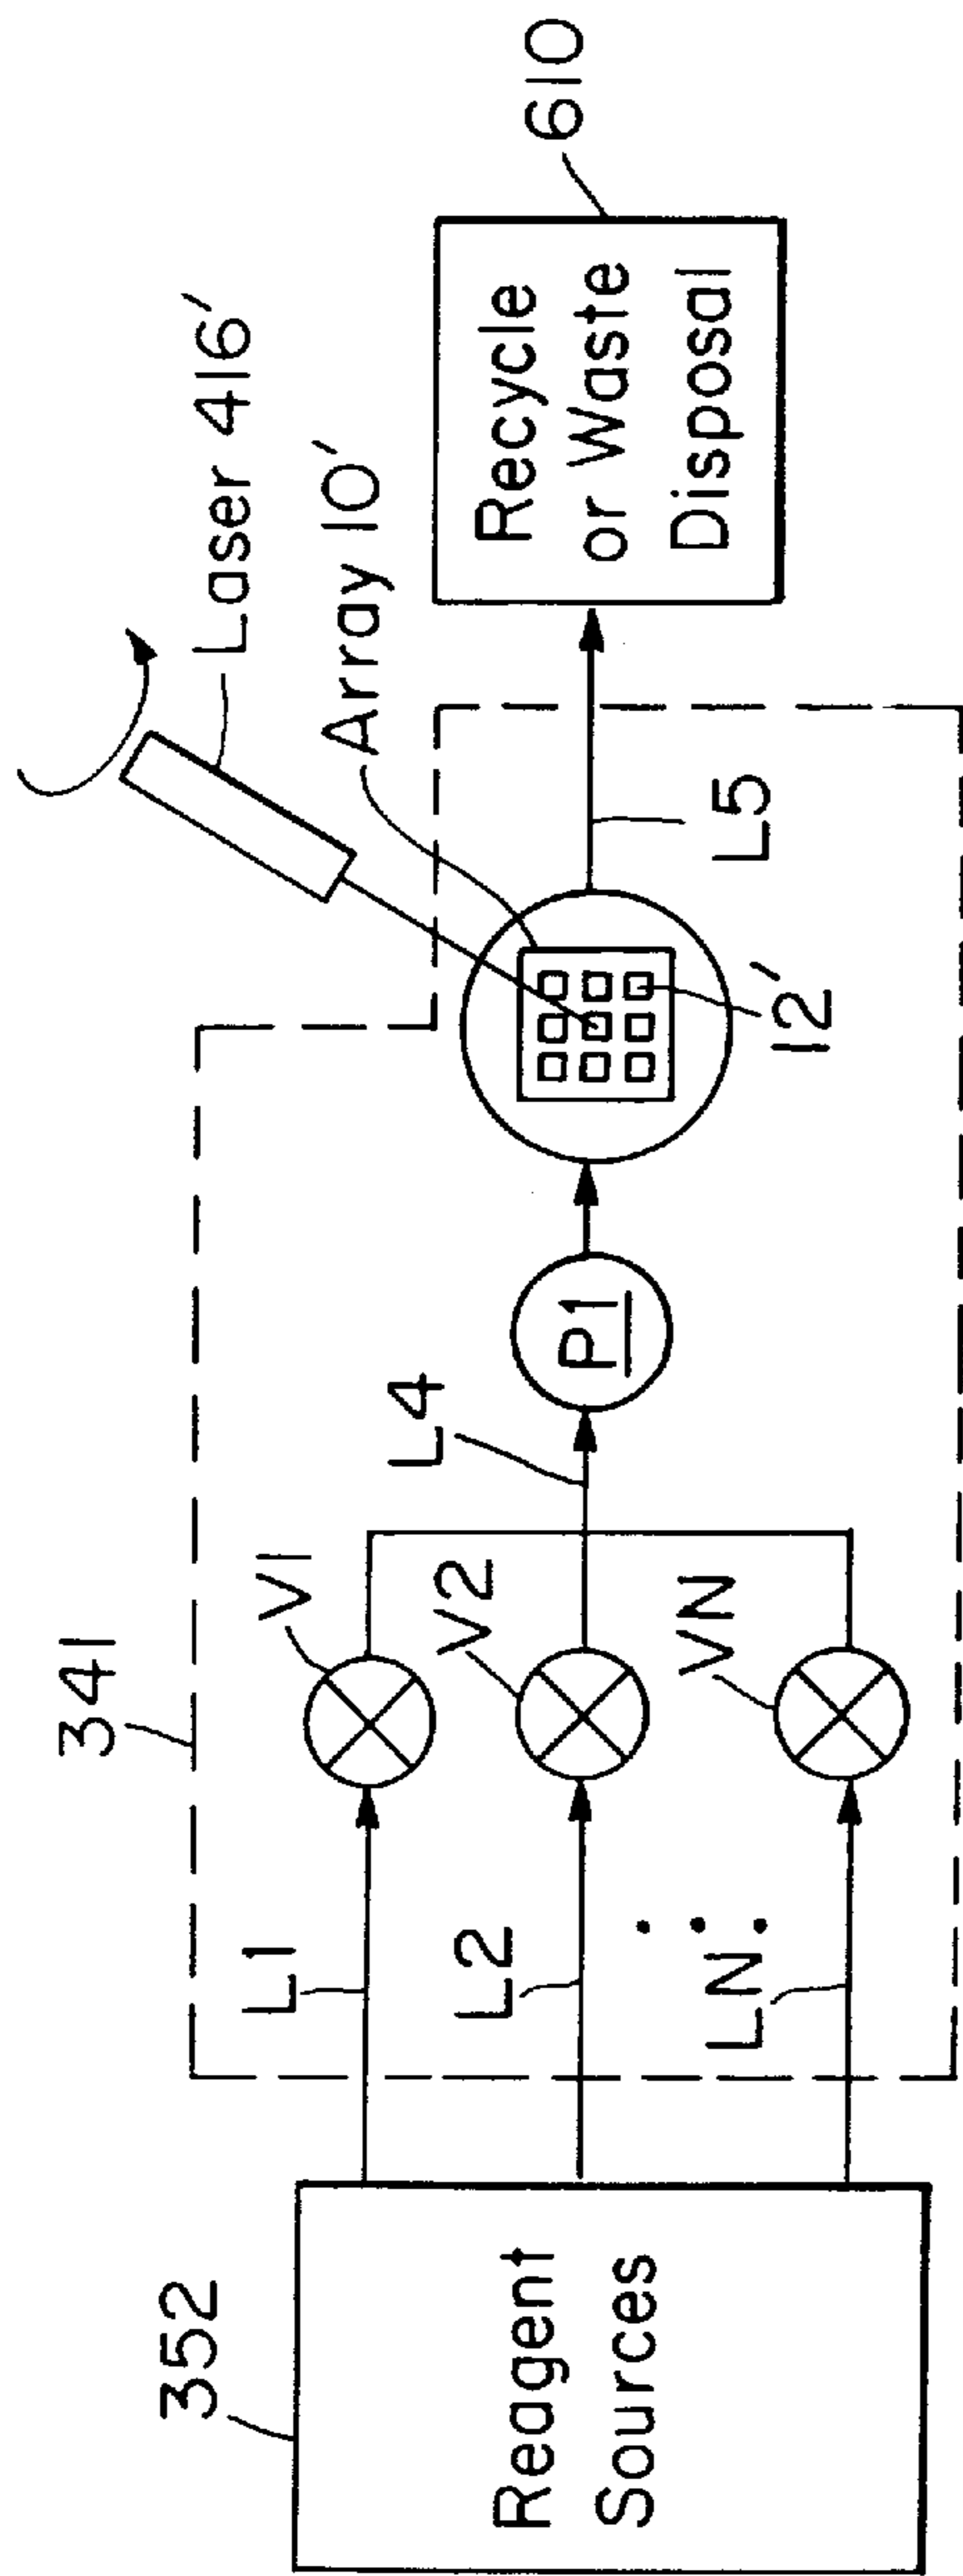 352
Reagent
Sources
341
L1
L2
LN
V1
V2
VN
L4
P1
Laser 416'
Array 10'
12'
L5
Recycle
or Waste
Disposal
610